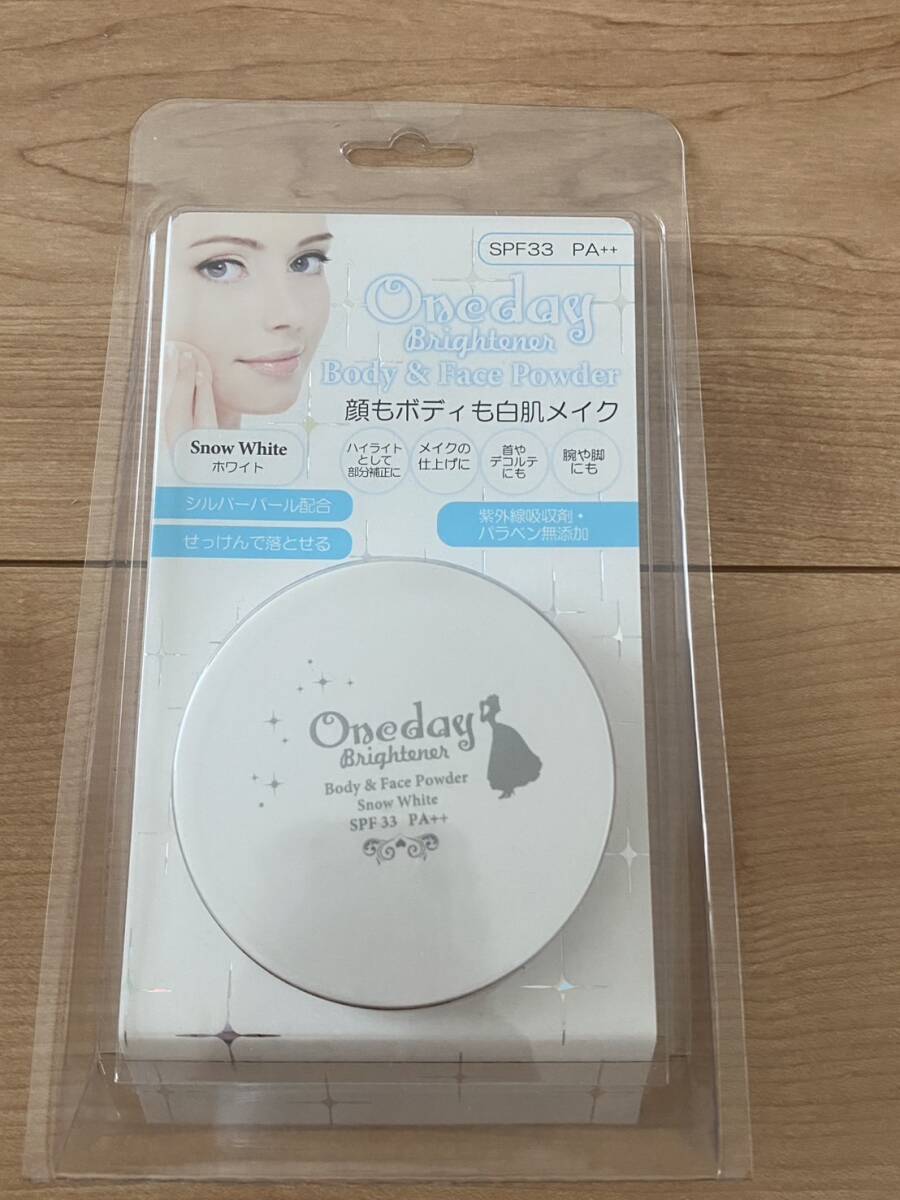 SPF33 PA++
Oneday
Brightener
Body & Face Powder
顔もボディも白肌メイク
Snow White
ホワイト
ハイライト
として
部分補正に
メイクの
仕上げに
首や
デコルテ
にも
腕や脚
にも
シルバーパール配合
せっけんで落とせる
紫外線吸収剤・
パラベン無添加
Oneday
Brightener
Body & Face Powder
Snow White
SPF 33 PA++